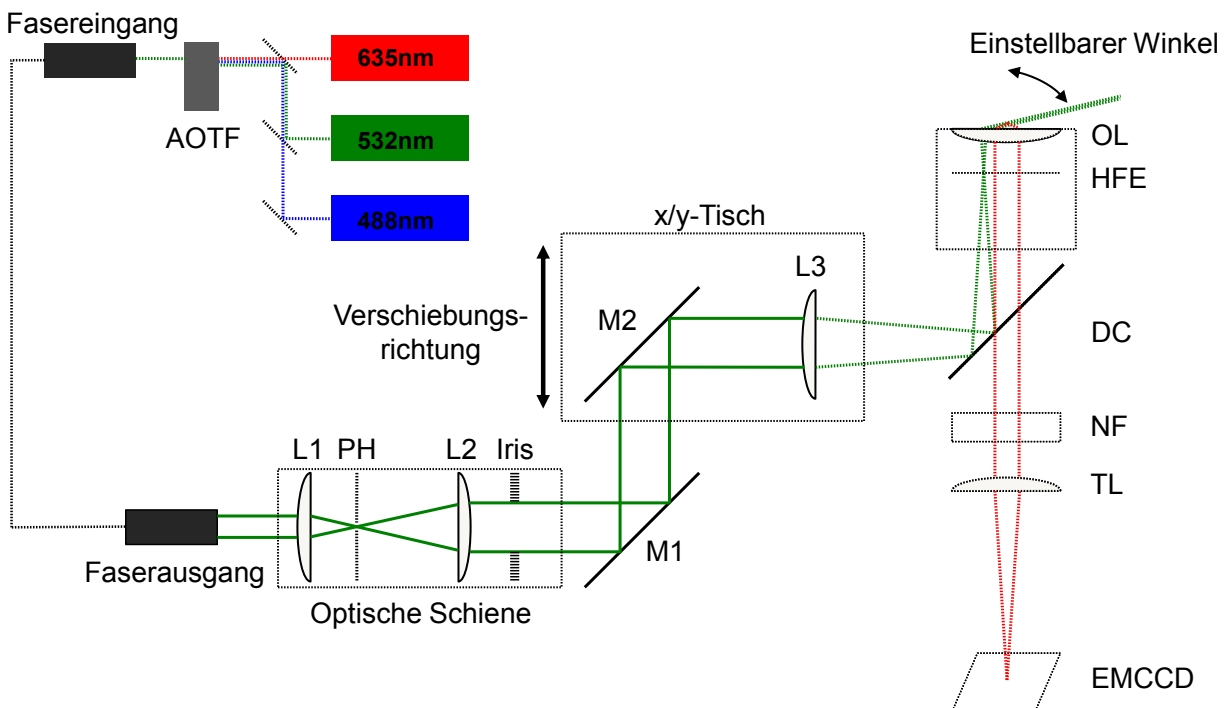 Fasereingang
635nm
Einstellbarer Winkel
AOTF
532nm
OL
HFE
488nm
x/y-Tisch
L3
Verschiebungs-
richtung
M2
DC
NF
L1 PH L2 Iris
TL
M1
Faserausgang
Optische Schiene
EMCCD